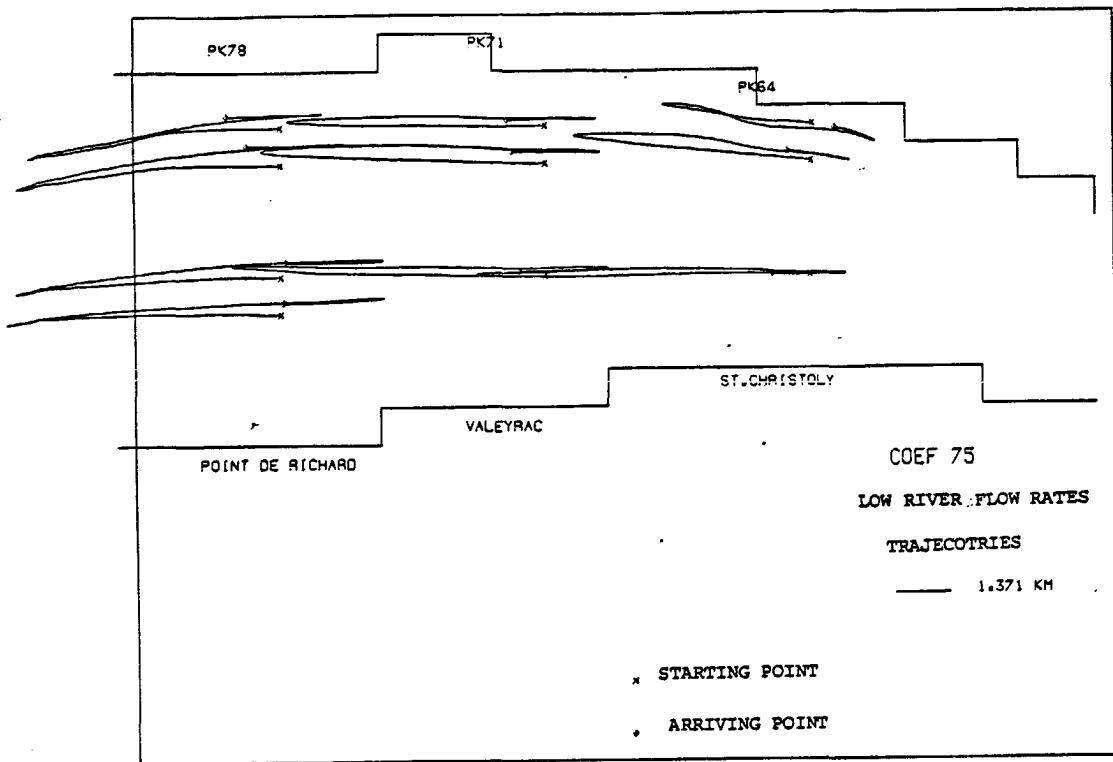 PK78
PK71
PK64
ST.CHRISTOLY
VALEYRAC
POINT DE RICHARD
COEF 75
LOW RIVER FLOW RATES
TRAJECOTRIES
1.371 KM
x STARTING POINT
ARRIVING POINT